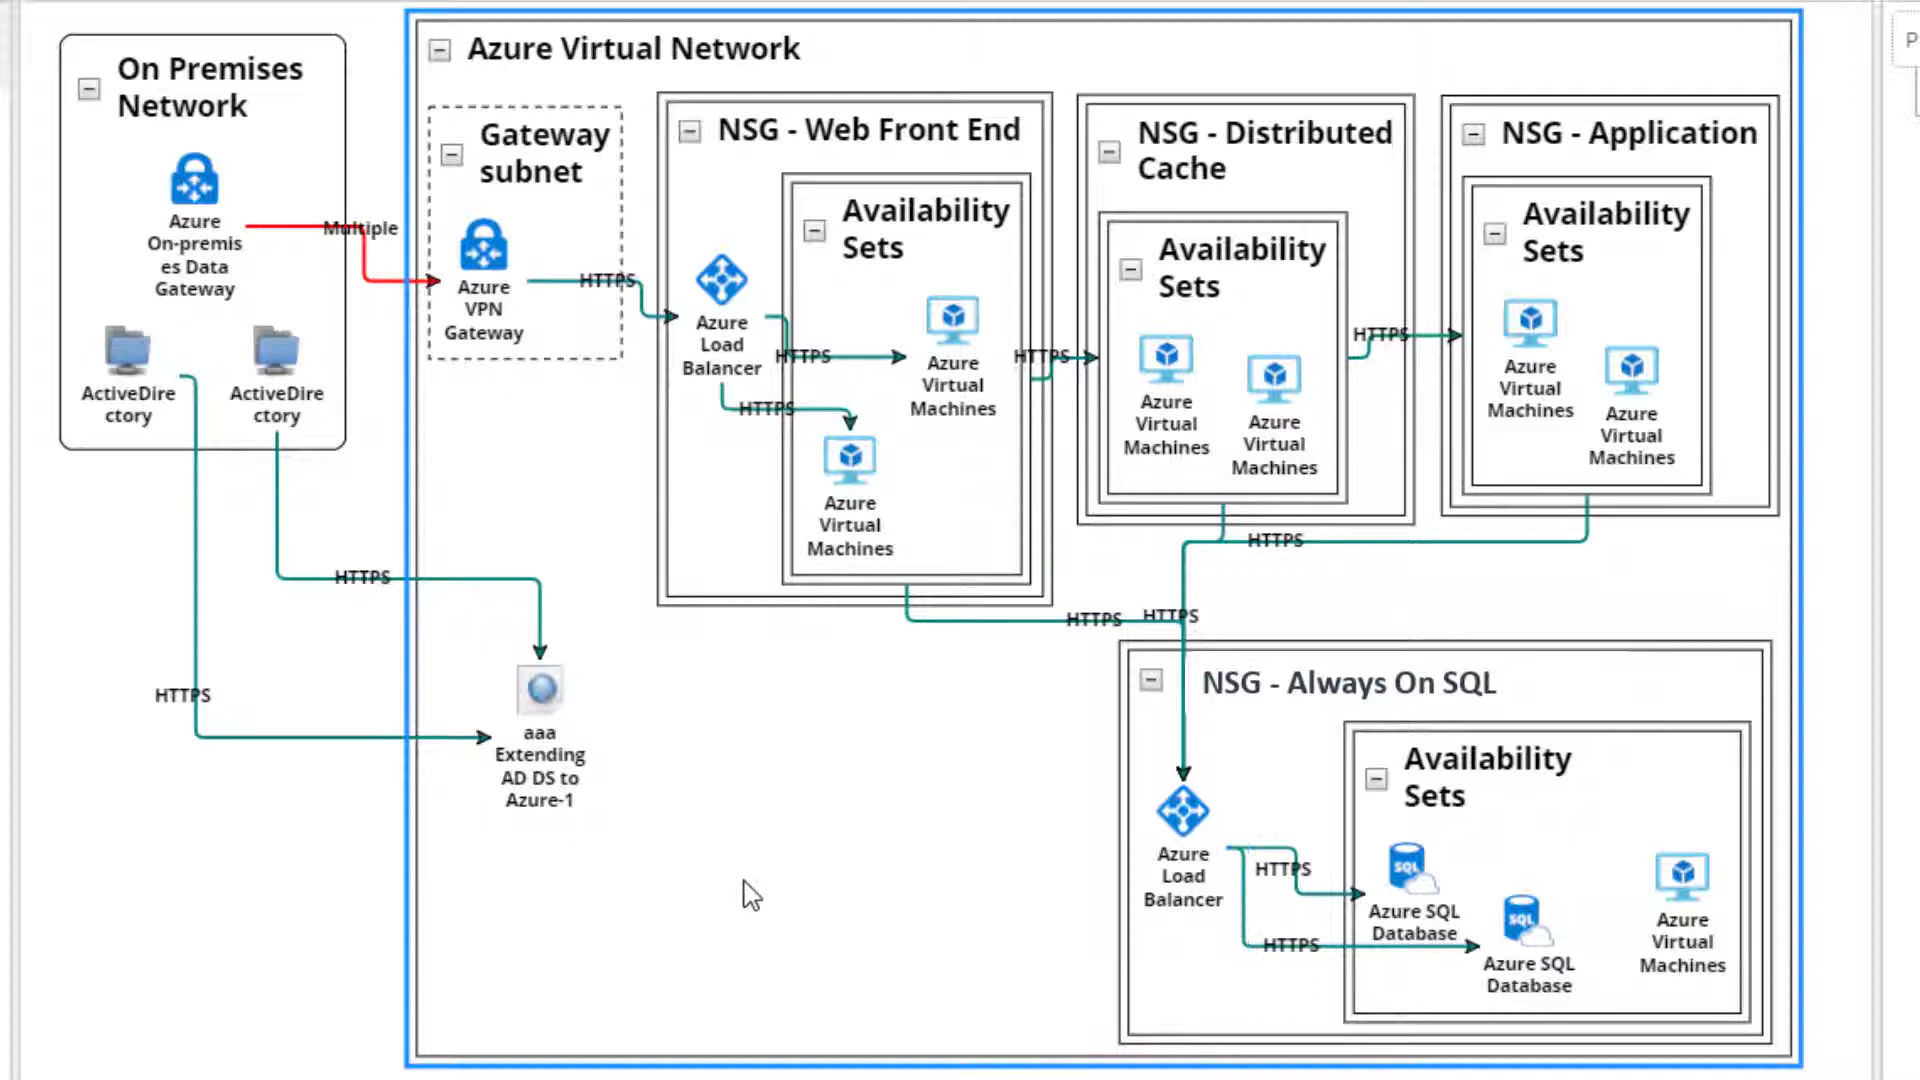 Azure Virtual Network
On Premises
Network
Azure
On-premis
es Data
Gateway
ActiveDire
ctory
ActiveDire
ctory
Multiple
Gateway
subnet
Azure
VPN
Gateway
HTTPS
NSG - Web Front End
Azure
Load
Balancer
HTTPS
HTTPS
Availability
Sets
Azure
Virtual
Machines
Azure
Virtual
Machines
HTTPS
NSG - Distributed
Cache
Availability
Sets
Azure
Virtual
Machines
Azure
Virtual
Machines
HTTPS
NSG - Application
Availability
Sets
Azure
Virtual
Machines
Azure
Virtual
Machines
HTTPS
HTTPS
HTTPS
HTTPS
HTTPS
aaa
Extending
AD DS to
Azure-1
NSG - Always On SQL
Azure
Load
Balancer
HTTPS
HTTPS
Availability
Sets
Azure SQL
Database
Azure SQL
Database
Azure
Virtual
Machines